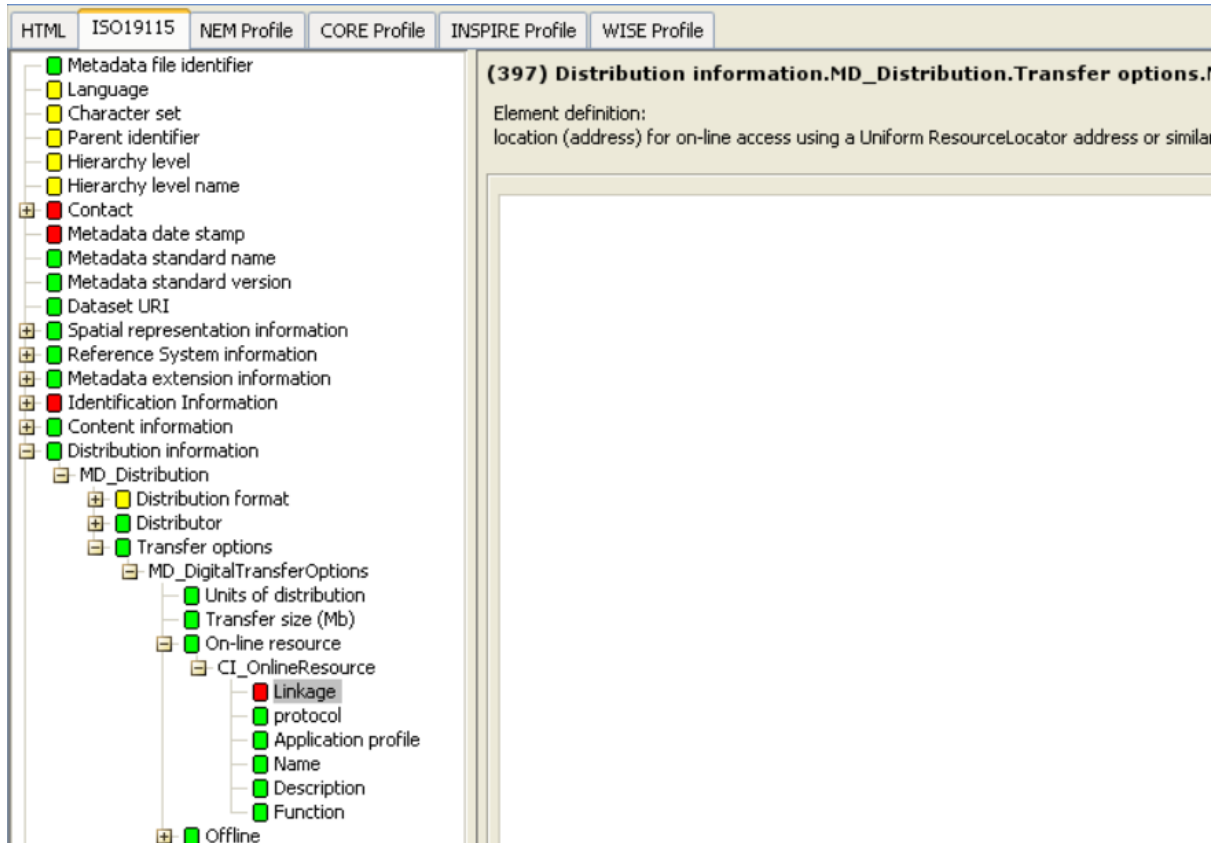 HTML ISO19115 NEM Profile CORE Profile INSPIRE Profile WISE Profile
Metadata file identifier
Language
Character set
Parent identifier
Hierarchy level
Hierarchy level name
Contact
Metadata date stamp
Metadata standard name
Metadata standard version
Dataset URI
Spatial representation information
Reference System information
Metadata extension information
Identification Information
Content information
Distribution information
MD_Distribution
Distribution format
Distributor
Transfer options
MD_DigitalTransferOptions
Units of distribution
Transfer size (Mb)
On-line resource
CI_OnlineResource
Linkage
protocol
Application profile
Name
Description
Function
Offline
(397) Distribution information.MD_Distribution.Transfer options.
Element definition:
location (address) for on-line access using a Uniform ResourceLocator address or similar